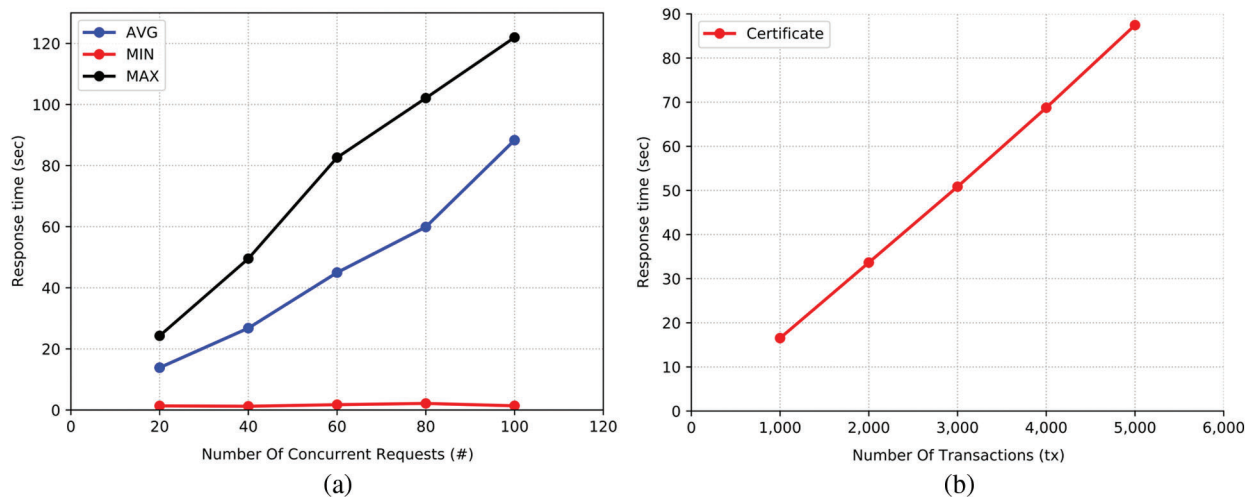 AVG
MIN
MAX
120
100
80
60
40
20
0
Response time (sec)
0 20 40 60 80 100 120
Number Of Concurrent Requests (#)
(a)
Certificate
90
80
70
60
50
40
30
20
10
0
Response time (sec)
0 1,000 2,000 3,000 4,000 5,000 6,000
Number Of Transactions (tx)
(b)